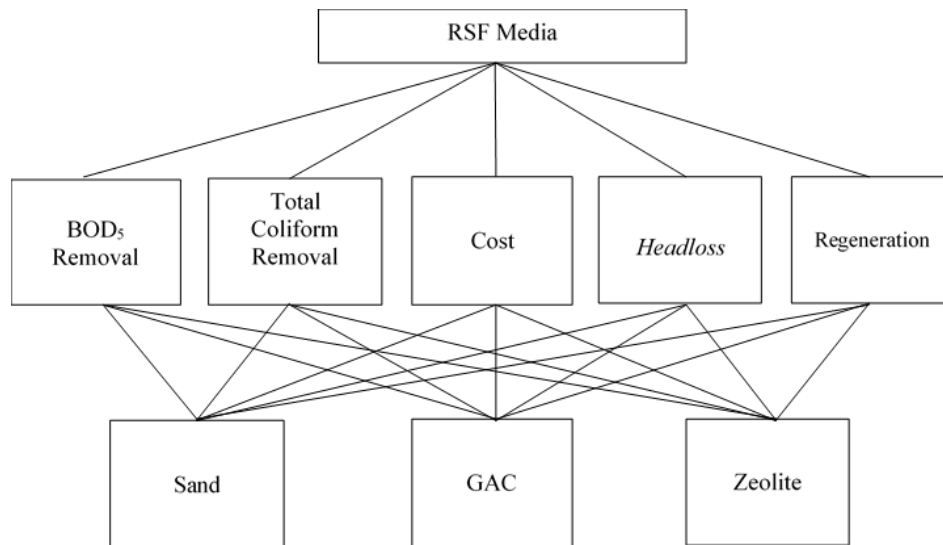 RSF Media
BOD₅
Removal
Total
Coliform
Removal
Cost
Headloss
Regeneration
Sand
GAC
Zeolite